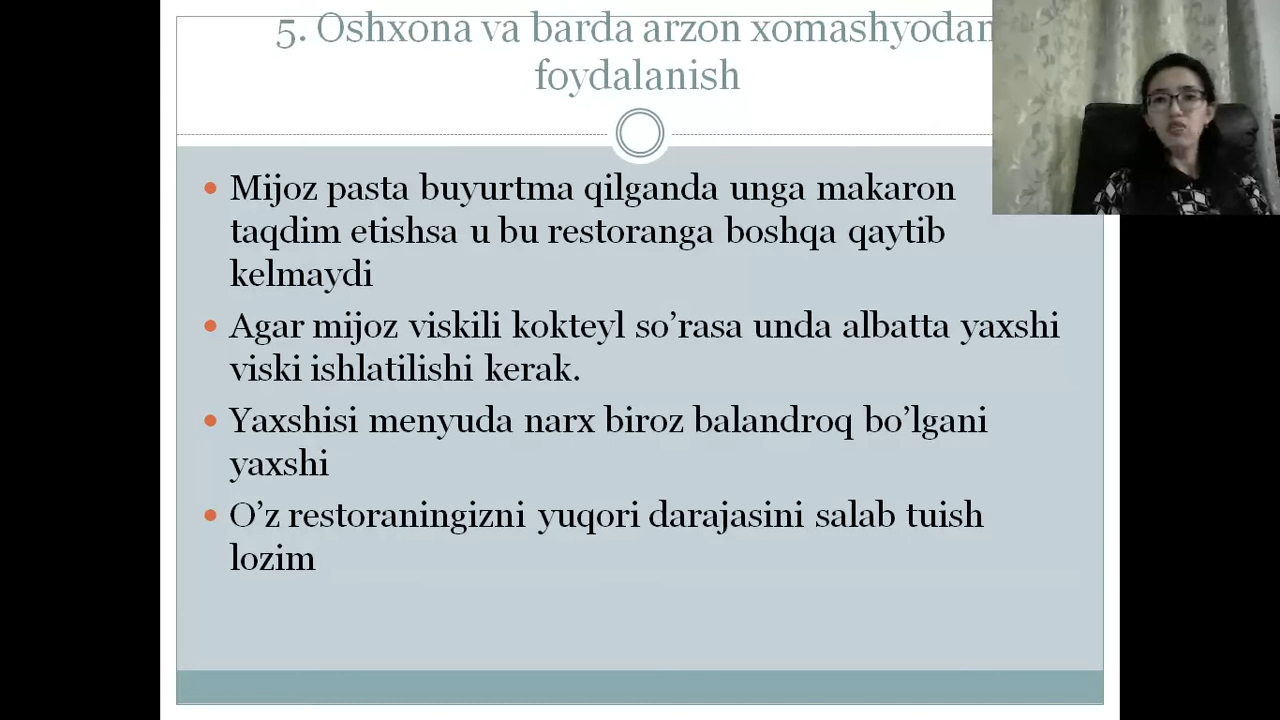 5. Oshxona va barda arzon xomashyodan
foydalanish
• Mijoz pasta buyurtma qilganda unga makaron
taqdim etishsa u bu restoranga boshqa qaytib
kelmaydi
• Agar mijoz viskili kokteyl so’rasa unda albatta yaxshi
viski ishlatilishi kerak.
• Yaxshisi menyuda narx biroz balandroq bo’lgani
yaxshi
• O’z restoraningizni yuqori darajasini salab tuish
lozim